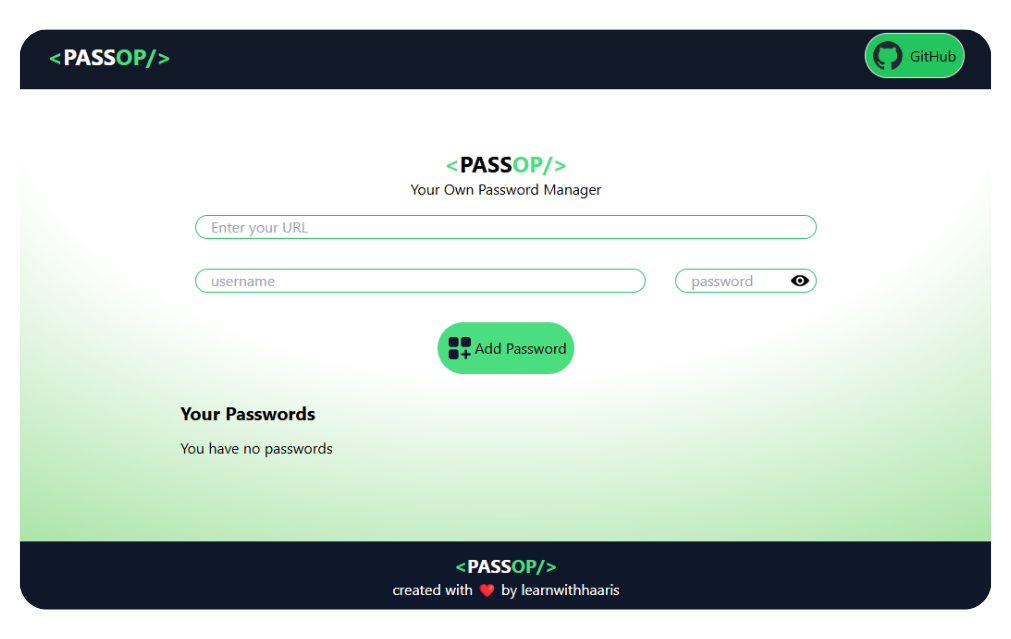 <PASSOP/>
GitHub
<PASSOP/>
Your Own Password Manager
Enter your URL
username
password
Add Password
Your Passwords
You have no passwords
<PASSOP/>
created with ❤️ by learnwithhaaris